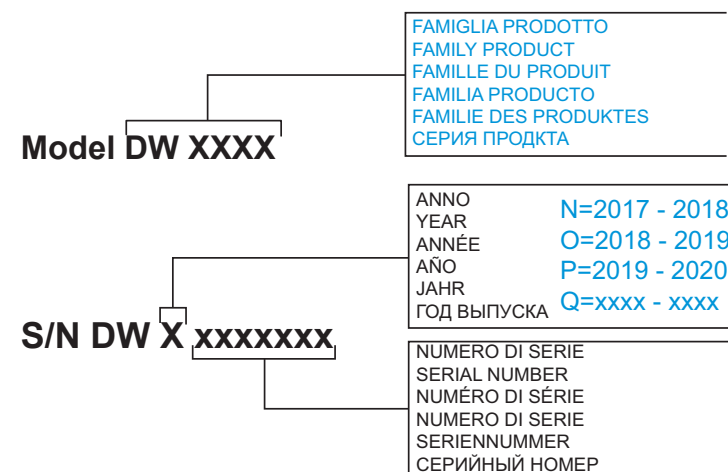 FAMIGLIA PRODOTTO
FAMILY PRODUCT
FAMILLE DU PRODUIT
FAMILIA PRODUCTO
FAMILIE DES PRODUKTES
СЕРИЯ ПРОДКТА
Model DW XXXX
ANNO
YEAR
ANNÉE
AÑO
JAHR
ГОД ВЫПУСКА
N=2017 - 2018
O=2018 - 2019
P=2019 - 2020
Q=xxxx - xxxx
S/N DW X xxxxxxx
NUMERO DI SERIE
SERIAL NUMBER
NUMÉRO DI SÉRIE
NUMERO DI SERIE
SERIENNUMMER
СЕРИЙНЫЙ НОМЕР